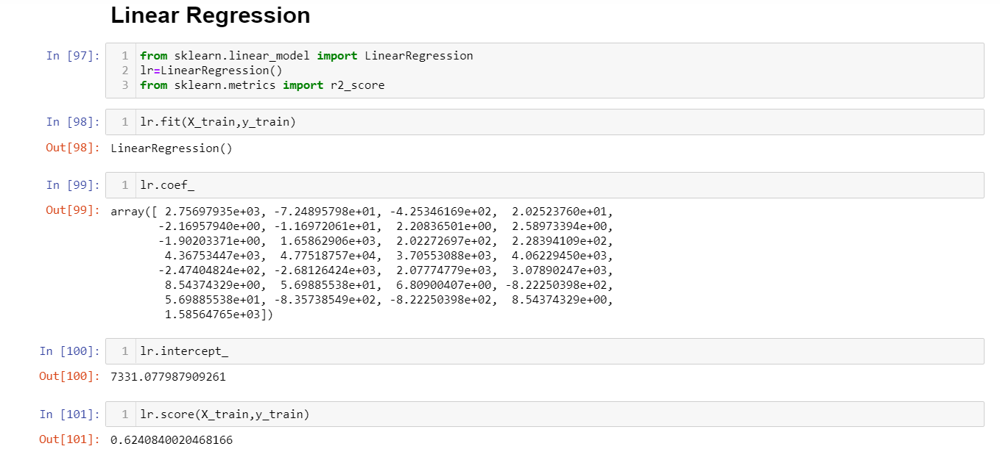 Linear Regression
In [97]: 1 from sklearn.linear_model import LinearRegression
2 lr=LinearRegression()
3 from sklearn.metrics import r2_score
In [98]: 1 lr.fit(X_train,y_train)
Out[98]: LinearRegression()
In [99]: 1 lr.coef_
Out[99]: array([ 2.75697935e+03, -7.24895798e+01, -4.25346169e+02,  2.02523760e+01,
-2.16957940e+00, -1.16972061e+01,  2.20836501e+00,  2.58973394e+00,
-1.90203371e+00,  1.65862906e+03,  2.02272697e+02,  2.28394109e+02,
4.36753447e+03,  4.77518757e+04,  3.70553088e+03,  4.06229450e+03,
-2.47404824e+02, -2.68126424e+03,  2.07774779e+03,  3.07890247e+03,
8.54374329e+00,  5.69885538e+01,  6.80900407e+00, -8.22250398e+02,
5.69885538e+01, -8.35738549e+02, -8.22250398e+02,  8.54374329e+00,
1.58564765e+03])
In [100]: 1 lr.intercept_
Out[100]: 7331.077987909261
In [101]: 1 lr.score(X_train,y_train)
Out[101]: 0.6240840020468166